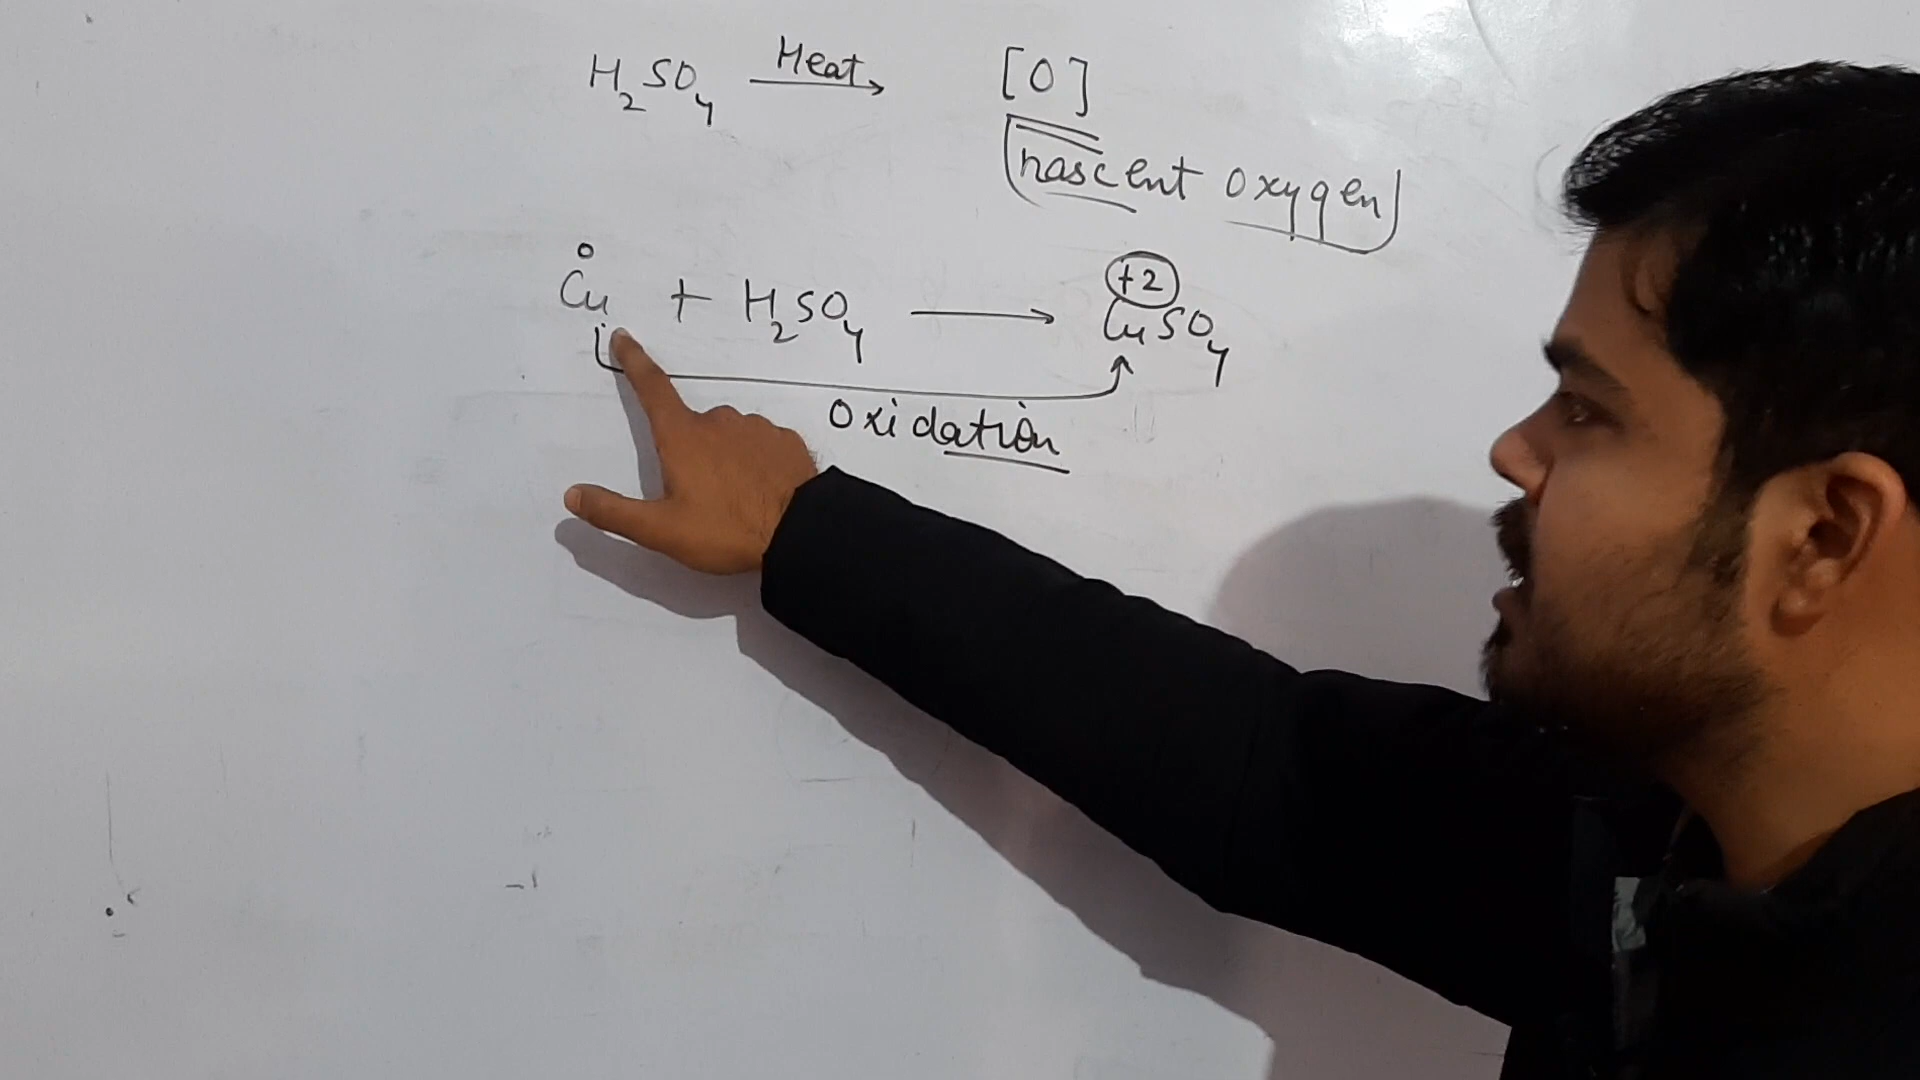 H₂SO₄ Heat→ [O]
nascent oxygen
0 +2
Cu + H₂SO₄ → CuSO₄
Oxidation